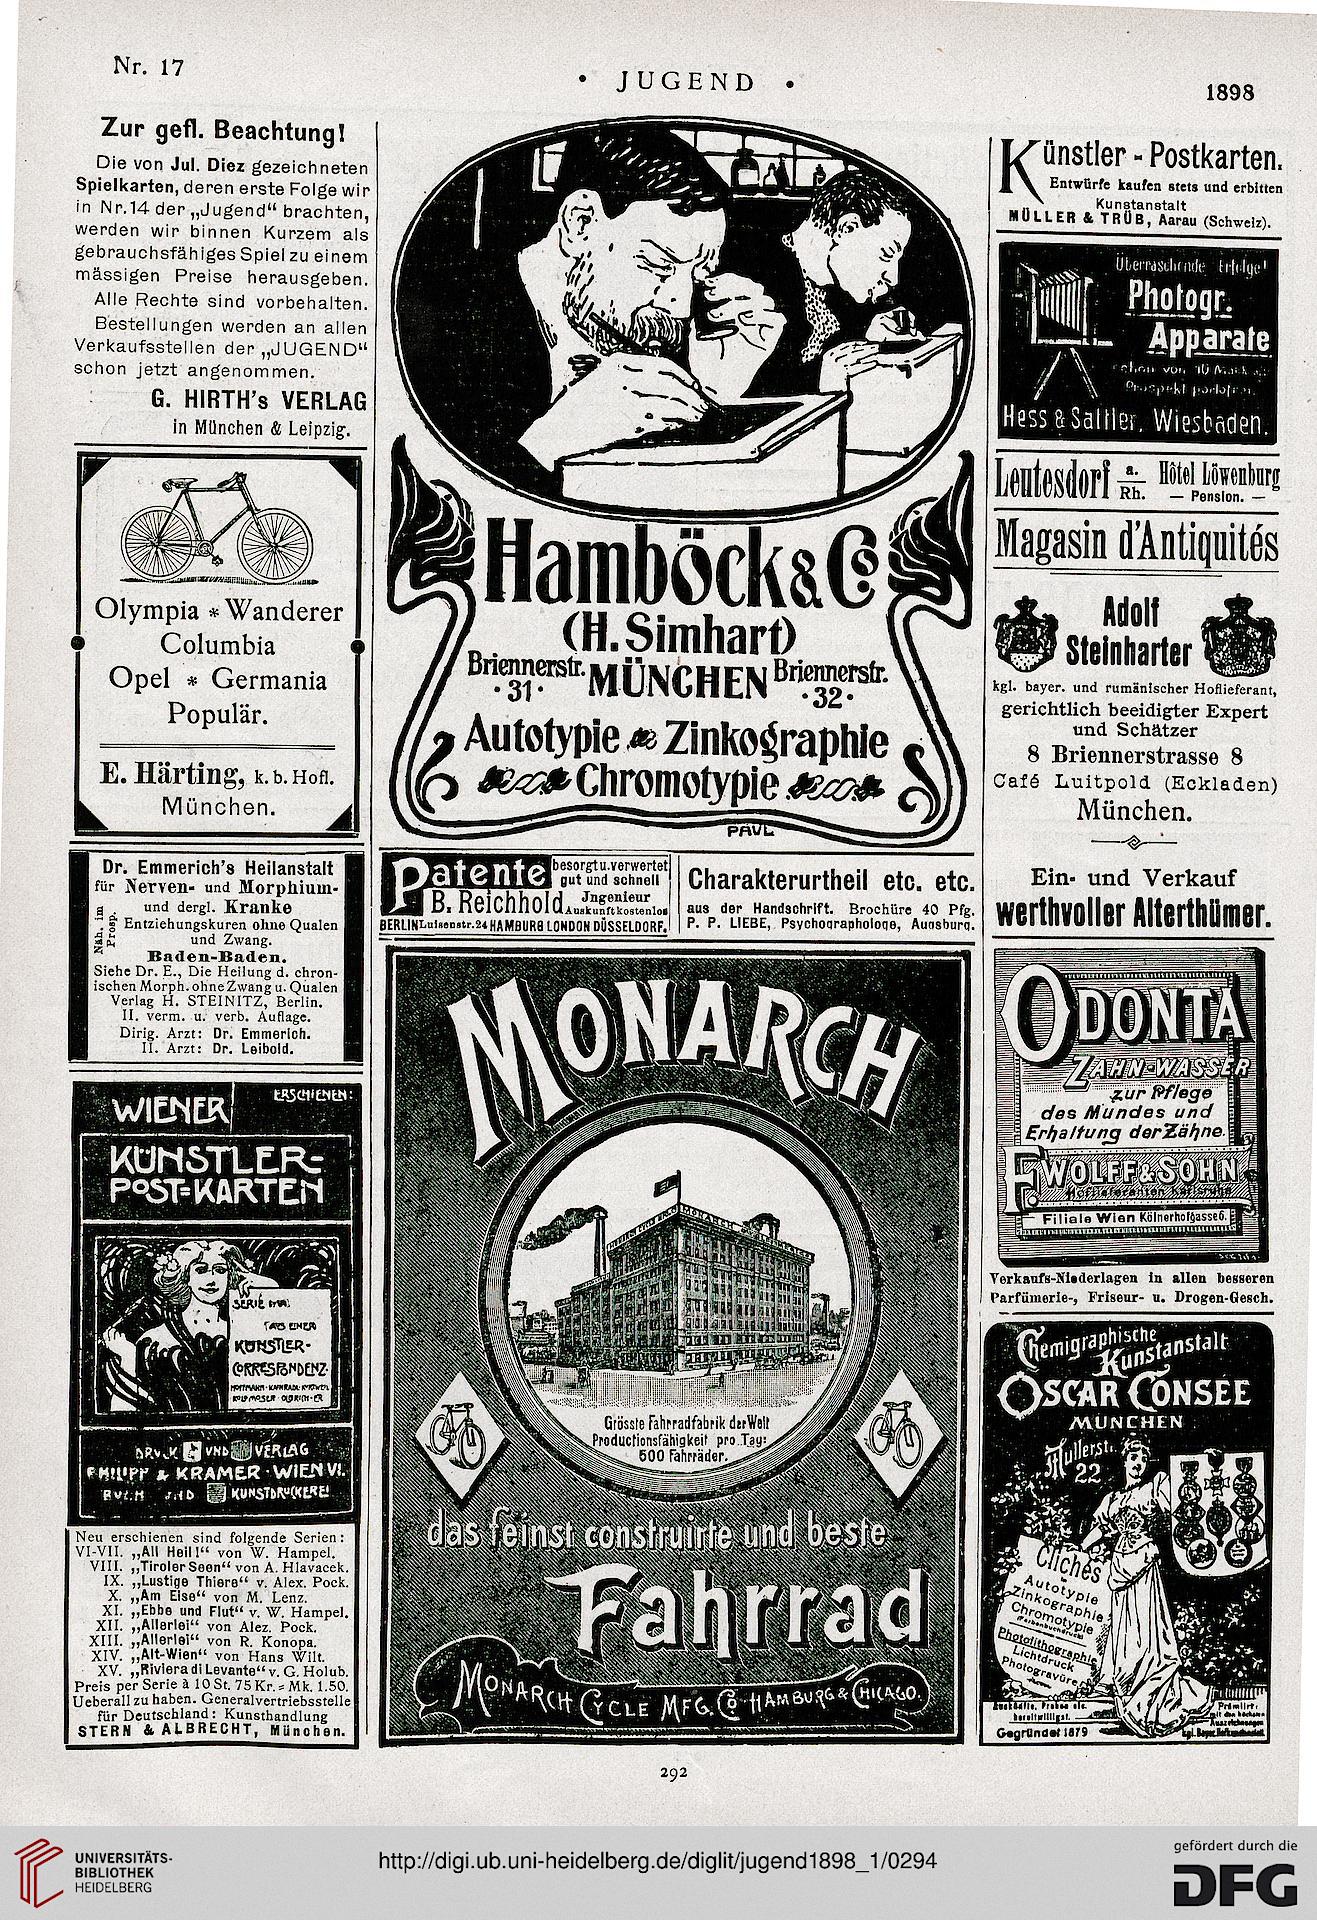 Nr. 17
• JUGEND •
1898
Zur gefl. Beachtung!
Die von Jul. Diez gezeichneten
Spielkarten, deren erste Folge wir
in Nr. 14 der „Jugend“ brachten,
werden wir binnen Kurzem als
gebrauchsfähiges Spiel zu einem
mässigen Preise herausgeben.
Alle Rechte sind vorbehalten.
Bestellungen werden an allen
Verkaufsstellen der „JUGEND“
schon jetzt angenommen.
G. HIRTH's VERLAG
in München & Leipzig.
Olympia * Wanderer
Columbia
Opel * Germania
Populär.
E. Härting, k. b. Hofl.
München.
Dr. Emmerich's Heilanstalt
für Nerven- und Morphium-
und dergl. Kranke
Entziehungskuren ohne Qualen
und Zwang.
Näh. im
Prosp.
Baden-Baden.
Siehe Dr. E., Die Heilung d. chron-
ischen Morph. ohne Zwang u. Qualen
Verlag H. STEINITZ, Berlin.
II. verm. u. verb. Auflage.
Dirig. Arzt: Dr. Emmerich.
II. Arzt: Dr. Leibold.
WIENER
ERSCHIENEN:
KÜNSTLER-
POST=KARTEN
SERIE
KÜNSTLER-
CORRESPONDENZ-
DRUCK UND VERLAG
PHILIPP & KRAMER · WIEN VI.
BUCH UND KUNSTDRUCKEREI
Neu erschienen sind folgende Serien:
VI-VII. „All Heil!“ von W. Hampel.
VIII. „Tiroler Seen“ von A. Hlavacek.
IX. „Lustige Thiere“ v. Alex. Pock.
X. „Am Eise“ von M. Lenz.
XI. „Ebbe und Flut“ v. W. Hampel.
XII. „Allerlei“ von Alez. Pock.
XIII. „Allerlei“ von R. Konopa.
XIV. „Alt-Wien“ von Hans Wilt.
XV. „Riviera di Levante“ v. G. Holub.
Preis per Serie à 10 St. 75 Kr. = Mk. 1.50.
Ueberall zu haben. Generalvertriebsstelle
für Deutschland: Kunsthandlung
STERN & ALBRECHT, München.
Hamböck & Co
(H. Simhart)
Briennerstr. MÜNCHEN Briennerstr.
· 31 · · 32 ·
Autotypie Zinkographie
Chromotypie
PAUL
Patente besorgt u. verwertet
gut und schnell
B. Reichhold Jngenieur
Auskunft kostenlos
BERLIN Luisenstr. 24 HAMBURG LONDON DÜSSELDORF.
Charakterurtheil etc. etc.
aus der Handschrift. Brochüre 40 Pfg.
P. P. LIEBE, Psychographologe, Augsburg.
MONARCH
Grösste Fahrradfabrik der Welt
Productionsfähigkeit pro Tag:
500 Fahrräder.
das feinst construirte und beste
Fahrrad
MONARCH CYCLE MFG. Co HAMBURG & CHICAGO.
Künstler - Postkarten.
Entwürfe kaufen stets und erbitten
Kunstanstalt
MÜLLER & TRÜB, Aarau (Schweiz).
Überraschende Erfolge!
Photogr.
Apparate
schon von 10 Mark
Prospekt portofrei.
Hess & Sattler, Wiesbaden.
Leutesdorf a. Rh. Hôtel Löwenburg
— Pension. —
Magasin d'Antiquités
Adolf
Steinharter
kgl. bayer. und rumänischer Hoflieferant,
gerichtlich beeidigter Expert
und Schätzer
8 Briennerstrasse 8
Café Luitpold (Eckladen)
München.
Ein- und Verkauf
werthvoller Alterthümer.
ODONTA
ZAHN-WASSER
zur Pflege
des Mundes und
Erhaltung der Zähne.
F. WOLFF & SOHN
Filiale Wien Kölnerhofgasse 6.
Verkaufs-Niederlagen in allen besseren
Parfümerie-, Friseur- u. Drogen-Gesch.
Chemigraphische
Kunstanstalt
OSCAR CONSÉE
MÜNCHEN
Müllerstr.
22
Clichés
Autotypie
Zinkographie
Chromotypie
Photolithographie
Lichtdruck
Photogravüre
Gegründet 1879
Prämiirt:
292
UNIVERSITÄTS-
BIBLIOTHEK
HEIDELBERG
http://digi.ub.uni-heidelberg.de/diglit/jugend1898_1/0294
gefördert durch die
DFG